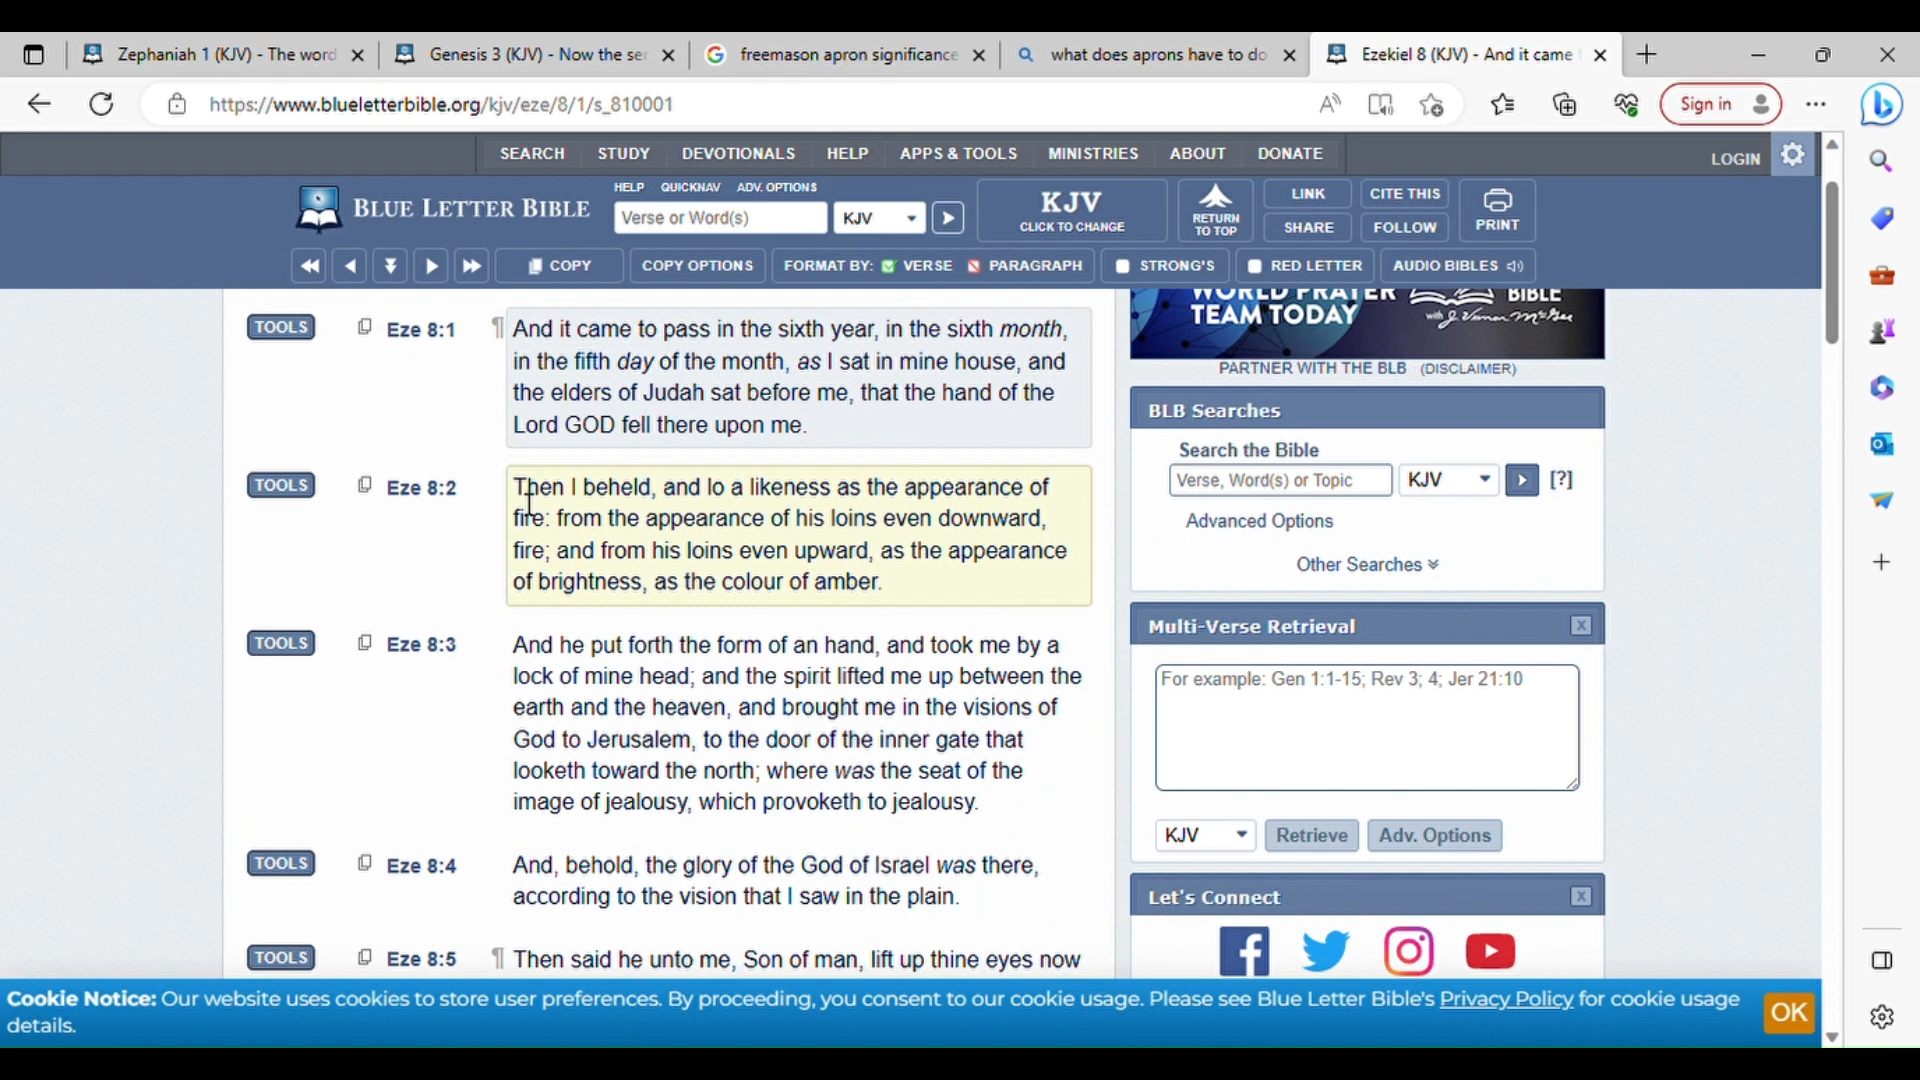 Zephaniah 1 (KJV) - The word
Genesis 3 (KJV) - Now the ser
freemason apron significance
what does aprons have to do
Ezekiel 8 (KJV) - And it came
https://www.blueletterbible.org/kjv/eze/8/1/s_810001
Sign in
SEARCH STUDY DEVOTIONALS HELP APPS & TOOLS MINISTRIES ABOUT DONATE
LOGIN
BLUE LETTER BIBLE
HELP QUICKNAV ADV. OPTIONS
Verse or Word(s)
KJV
KJV
CLICK TO CHANGE
RETURN
TO TOP
LINK
CITE THIS
SHARE
FOLLOW
PRINT
COPY
COPY OPTIONS
FORMAT BY: VERSE PARAGRAPH
STRONG'S
RED LETTER
AUDIO BIBLES
TOOLS
Eze 8:1
¶ And it came to pass in the sixth year, in the sixth month,
in the fifth day of the month, as I sat in mine house, and
the elders of Judah sat before me, that the hand of the
Lord GOD fell there upon me.
TOOLS
Eze 8:2
Then I beheld, and lo a likeness as the appearance of
fire: from the appearance of his loins even downward,
fire; and from his loins even upward, as the appearance
of brightness, as the colour of amber.
TOOLS
Eze 8:3
And he put forth the form of an hand, and took me by a
lock of mine head; and the spirit lifted me up between the
earth and the heaven, and brought me in the visions of
God to Jerusalem, to the door of the inner gate that
looketh toward the north; where was the seat of the
image of jealousy, which provoketh to jealousy.
TOOLS
Eze 8:4
And, behold, the glory of the God of Israel was there,
according to the vision that I saw in the plain.
TOOLS
Eze 8:5
¶ Then said he unto me, Son of man, lift up thine eyes now
WORLD PRAYER
TEAM TODAY
BIBLE
with J. Vernon McGee
PARTNER WITH THE BLB (DISCLAIMER)
BLB Searches
Search the Bible
Verse, Word(s) or Topic
KJV
[?]
Advanced Options
Other Searches
Multi-Verse Retrieval
x
For example: Gen 1:1-15; Rev 3; 4; Jer 21:10
KJV
Retrieve
Adv. Options
Let's Connect
x
Cookie Notice: Our website uses cookies to store user preferences. By proceeding, you consent to our cookie usage. Please see Blue Letter Bible's Privacy Policy for cookie usage
details.
OK